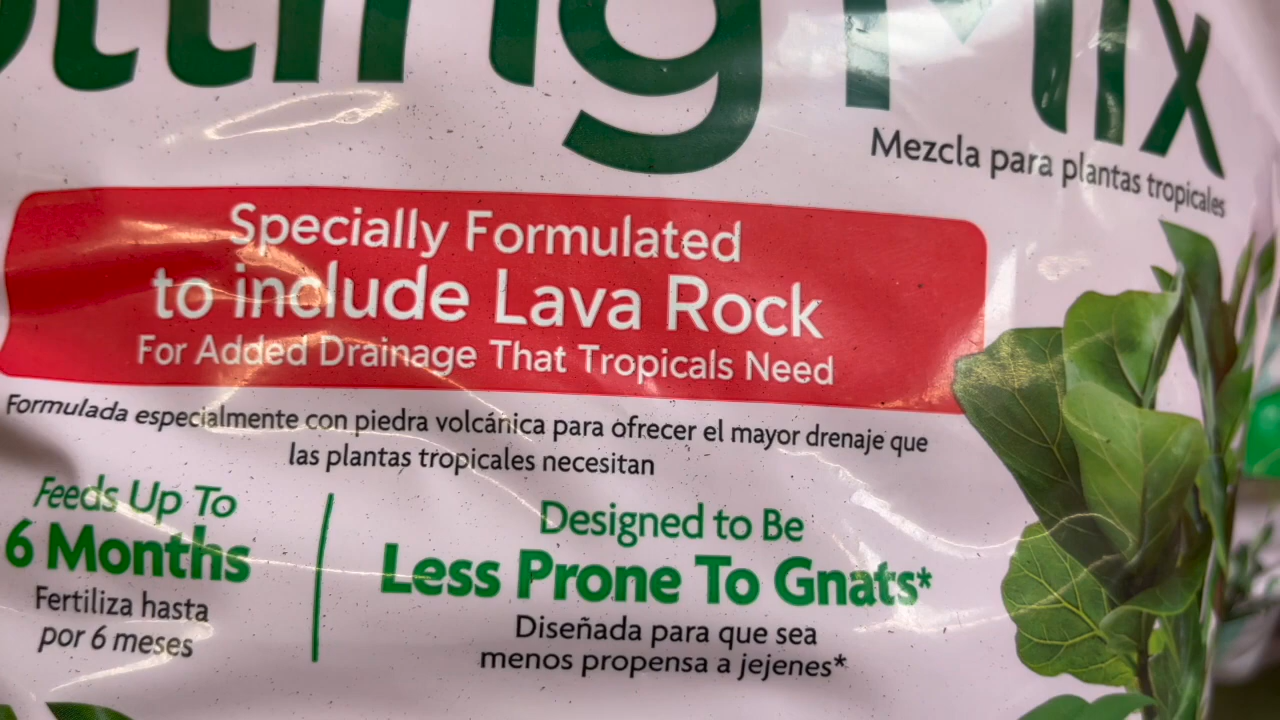 Mix
Mezcla para plantas tropicales
Specially Formulated
to include Lava Rock
For Added Drainage That Tropicals Need
Formulada especialmente con piedra volcánica para ofrecer el mayor drenaje que
las plantas tropicales necesitan
Feeds Up To
6 Months
Fertiliza hasta
por 6 meses
Designed to Be
Less Prone To Gnats*
Diseñada para que sea
menos propensa a jejenes*